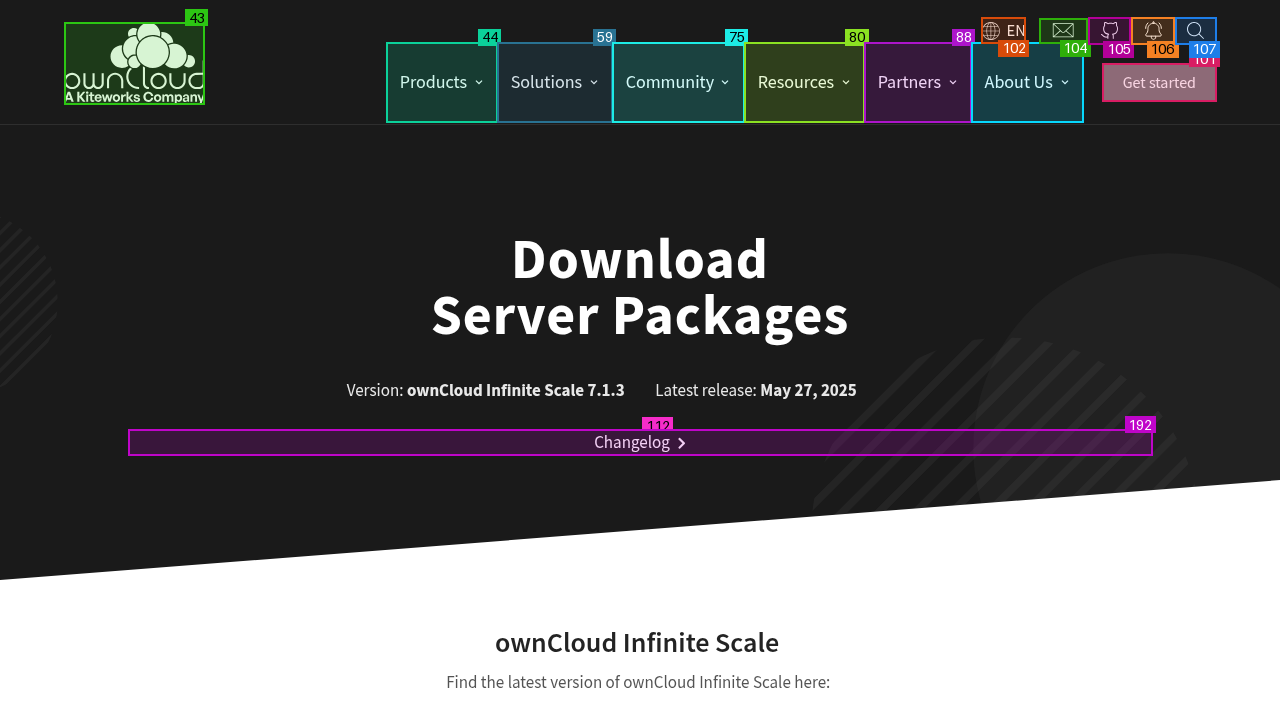 43
ownCloud
A Kiteworks Company
44
Products
59
Solutions
75
Community
80
Resources
88
Partners
About Us
EN
102
104
105
106
107
101
Get started
Download
Server Packages
Version: ownCloud Infinite Scale 7.1.3
Latest release: May 27, 2025
112
192
Changelog
ownCloud Infinite Scale
Find the latest version of ownCloud Infinite Scale here: